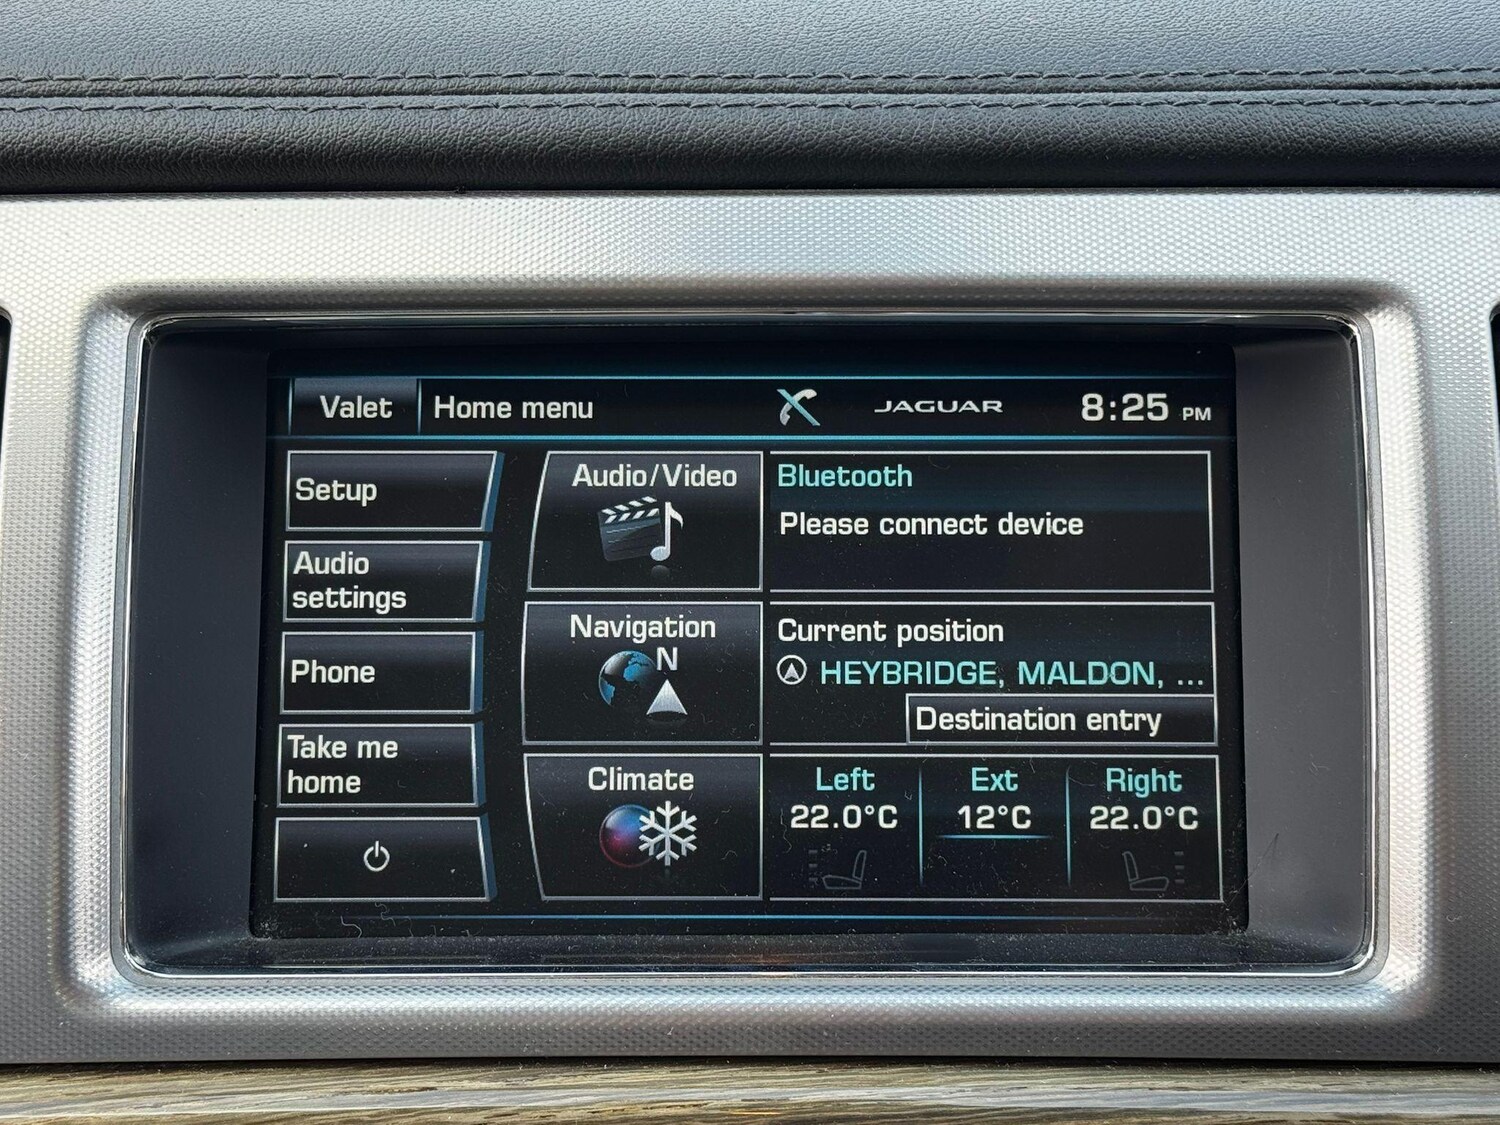 Valet
Home menu
JAGUAR
8:25 PM
Setup
Audio
settings
Phone
Take me
home
Audio/Video
Navigation
N
Climate
Bluetooth
Please connect device
Current position
HEYBRIDGE, MALDON, ...
Destination entry
Left
22.0°C
Ext
12°C
Right
22.0°C